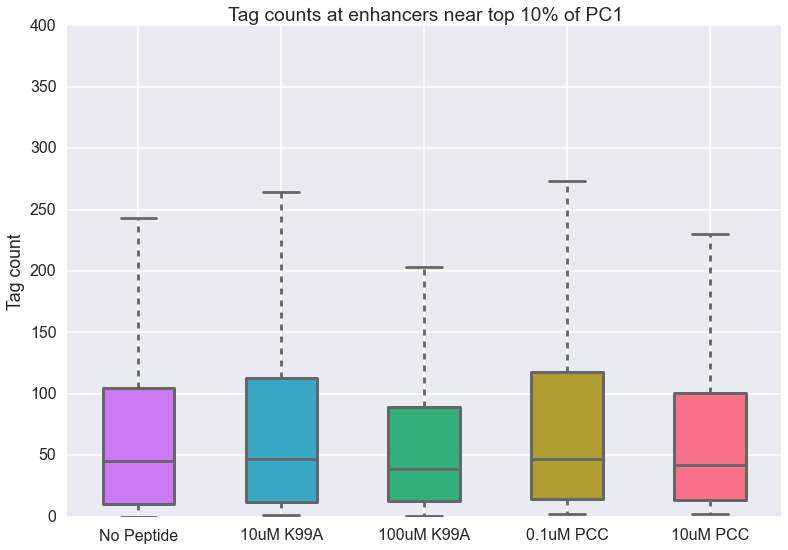 Tag counts at enhancers near top 10% of PC1
400
350
300
250
200
150
100
50
0
Tag count
No Peptide
10uM K99A
100uM K99A
0.1uM PCC
10uM PCC